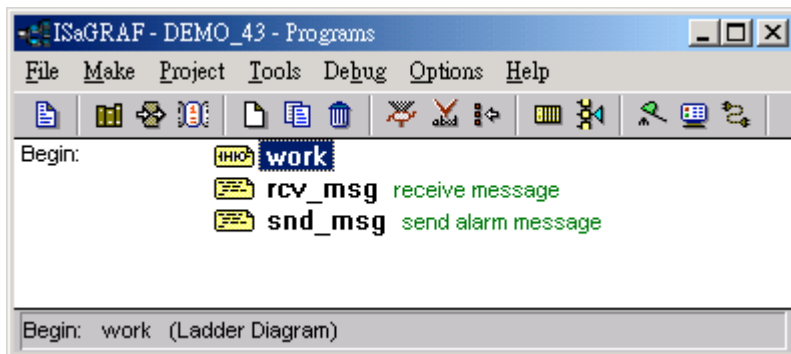 ISaGRAF - DEMO_43 - Programs
File Make Project Tools Debug Options Help
Begin: work
rcv_msg receive message
snd_msg send alarm message
Begin: work (Ladder Diagram)